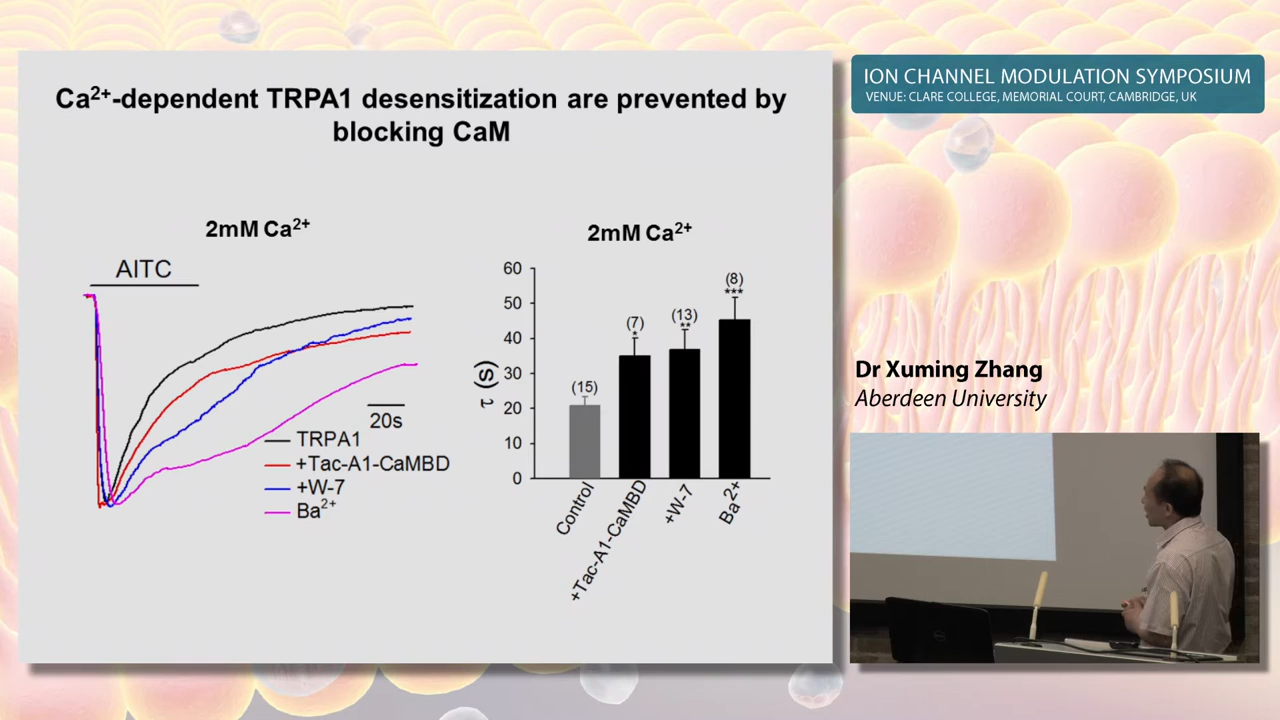 Ca²⁺-dependent TRPA1 desensitization are prevented by
blocking CaM
2mM Ca²⁺
AITC
20s
TRPA1
+Tac-A1-CaMBD
+W-7
Ba²⁺
2mM Ca²⁺
τ (s)
60
50
40
30
20
10
0
(15)
(7)
*
(13)
**
(8)
***
Control
+Tac-A1-CaMBD
+W-7
Ba²⁺
ION CHANNEL MODULATION SYMPOSIUM
VENUE: CLARE COLLEGE, MEMORIAL COURT, CAMBRIDGE, UK
Dr Xuming Zhang
Aberdeen University